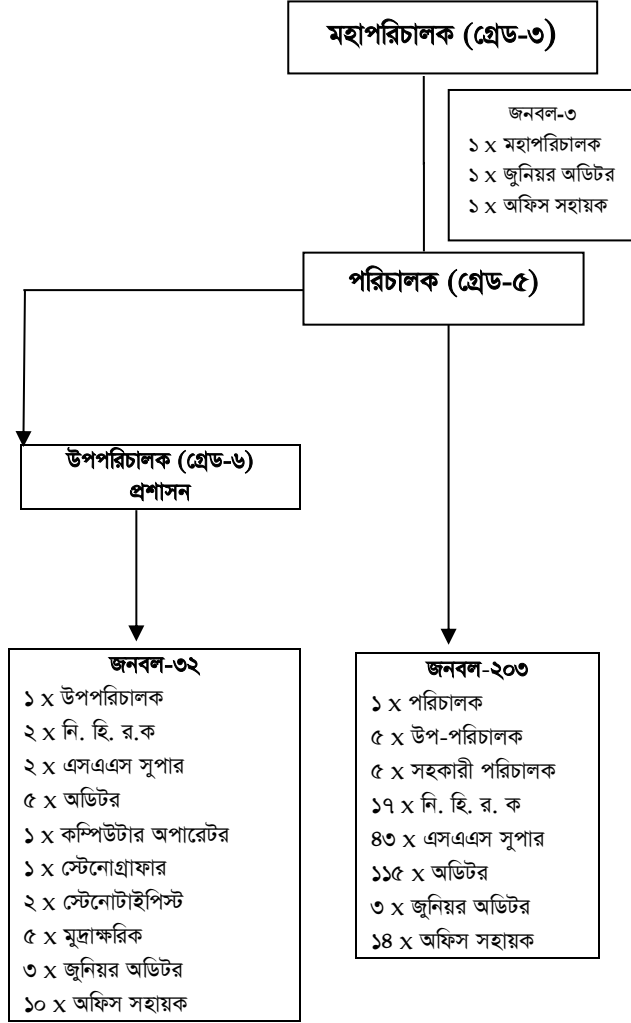 মহাপরিচালক (গ্রেড-৩)
জনবল-৩
১ x মহাপরিচালক
১ x জুনিয়র অডিটর
১ x অফিস সহায়ক
পরিচালক (গ্রেড-৫)
উপপরিচালক (গ্রেড-৬)
প্রশাসন
জনবল-৩২
১ x উপপরিচালক
২ x নি. হি. র.ক
২ x এসএএস সুপার
৫ x অডিটর
১ x কম্পিউটার অপারেটর
১ x স্টেনোগ্রাফার
২ x স্টেনোটাইপিস্ট
৫ x মুদ্রাক্ষরিক
৩ x জুনিয়র অডিটর
১০ x অফিস সহায়ক
জনবল-২০৩
১ x পরিচালক
৫ x উপ-পরিচালক
৫ x সহকারী পরিচালক
১৭ x নি. হি. র. ক
৪৩ x এসএএস সুপার
১১৫ x অডিটর
৩ x জুনিয়র অডিটর
১৪ x অফিস সহায়ক